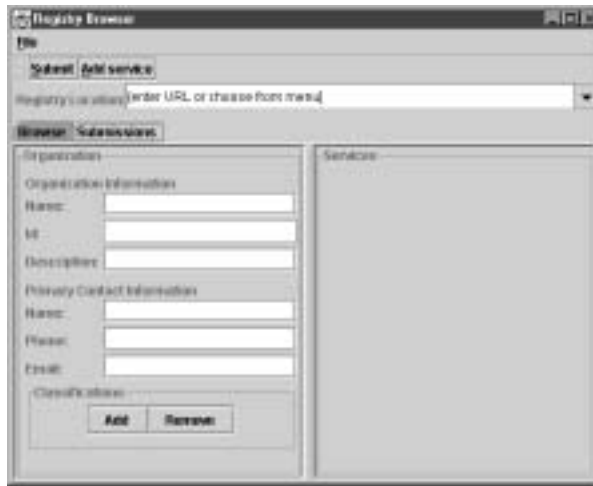 Registry Browser
File
Submit Add service
Registry Location: (enter URL or choose from menu)
Browse Submissions
Organization
Services
Organization Information
Name:
Id:
Description:
Primary Contact Information
Name:
Phone:
Email:
Classifications
Add Remove